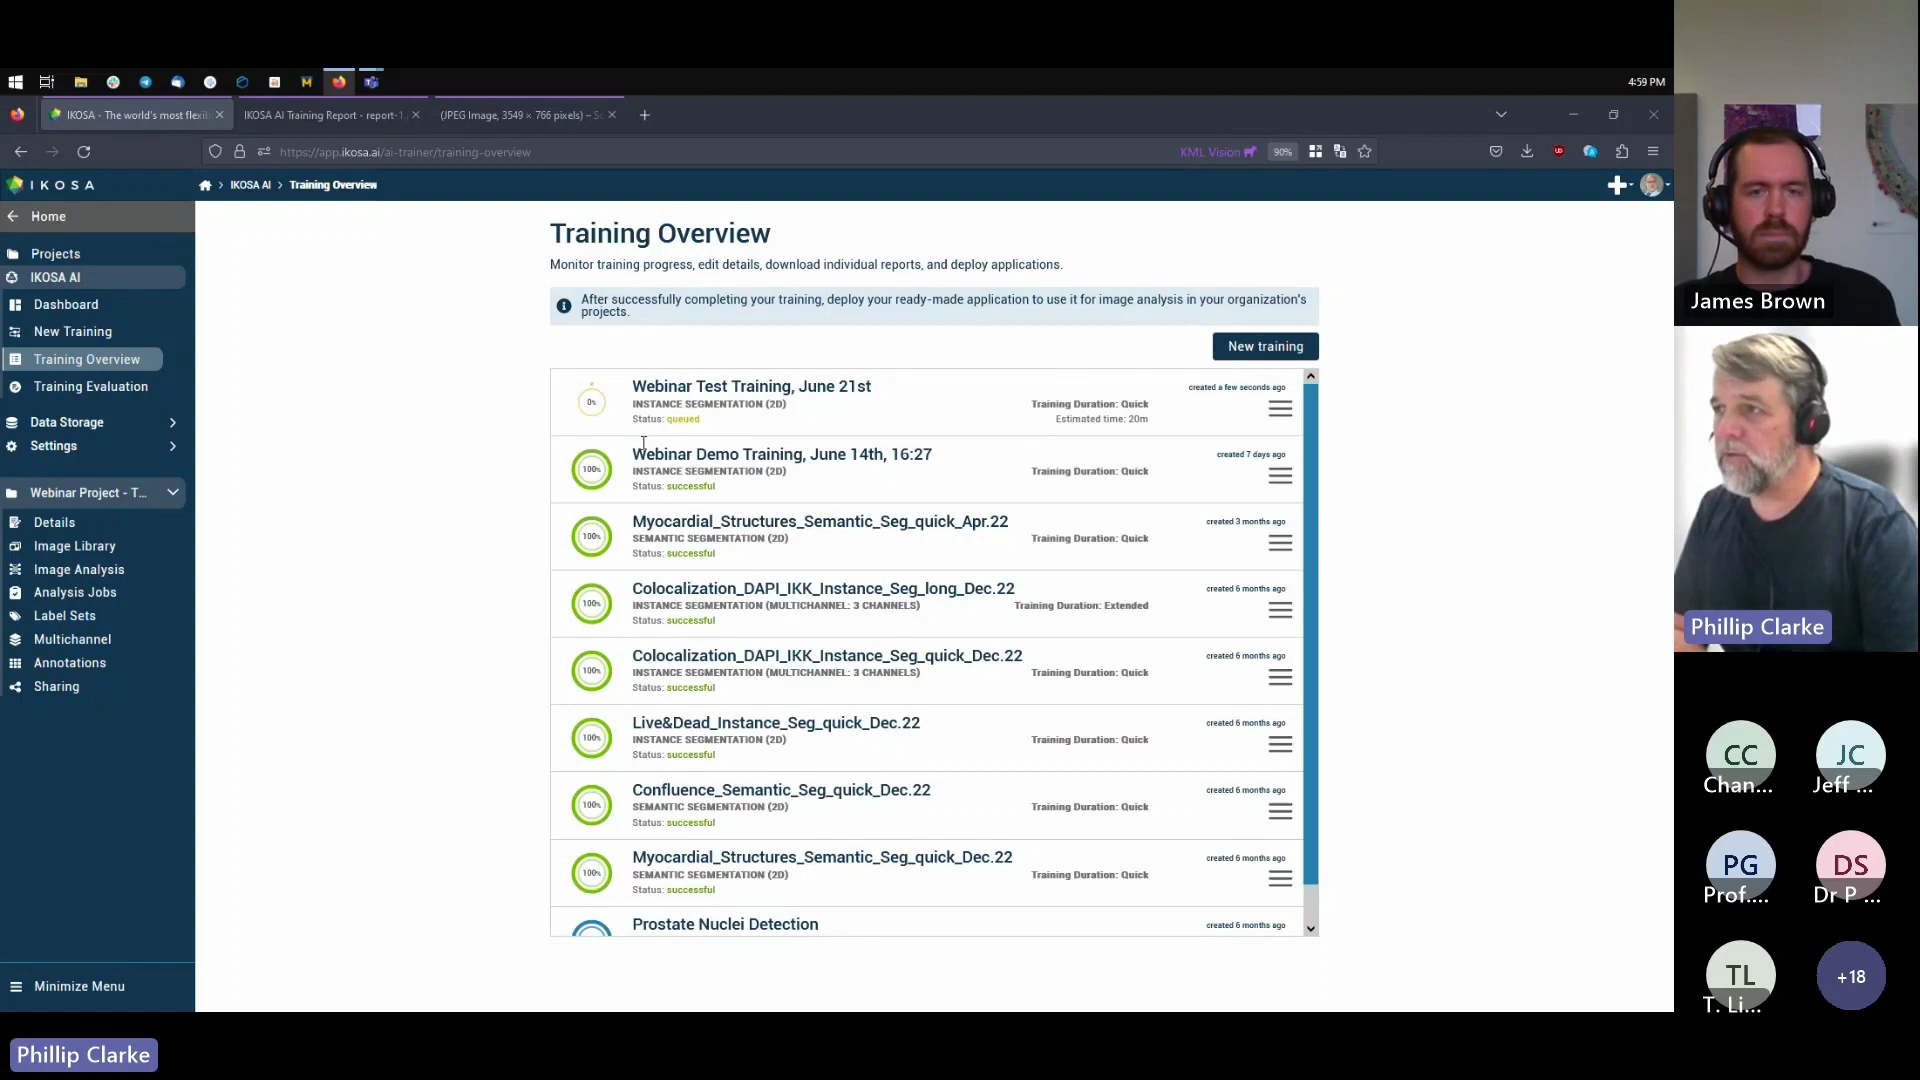 4:59 PM
IKOSA - The world's most flexib
IKOSA AI Training Report - report-1
(JPEG Image, 3549 × 766 pixels) – Sc
https://app.ikosa.ai/ai-trainer/training-overview
KML Vision
90%
IKOSA
IKOSA AI
Training Overview
Home
Projects
IKOSA AI
Dashboard
New Training
Training Overview
Training Evaluation
Data Storage
Settings
Webinar Project - T...
Details
Image Library
Image Analysis
Analysis Jobs
Label Sets
Multichannel
Annotations
Sharing
Minimize Menu
Training Overview
Monitor training progress, edit details, download individual reports, and deploy applications.
After successfully completing your training, deploy your ready-made application to use it for image analysis in your organization's
projects.
New training
0%
Webinar Test Training, June 21st
created a few seconds ago
INSTANCE SEGMENTATION (2D)
Training Duration: Quick
Status: queued
Estimated time: 20m
100%
Webinar Demo Training, June 14th, 16:27
created 7 days ago
INSTANCE SEGMENTATION (2D)
Training Duration: Quick
Status: successful
100%
Myocardial_Structures_Semantic_Seg_quick_Apr.22
created 3 months ago
SEMANTIC SEGMENTATION (2D)
Training Duration: Quick
Status: successful
100%
Colocalization_DAPI_IKK_Instance_Seg_long_Dec.22
created 6 months ago
INSTANCE SEGMENTATION (MULTICHANNEL: 3 CHANNELS)
Training Duration: Extended
Status: successful
100%
Colocalization_DAPI_IKK_Instance_Seg_quick_Dec.22
created 6 months ago
INSTANCE SEGMENTATION (MULTICHANNEL: 3 CHANNELS)
Training Duration: Quick
Status: successful
100%
Live&Dead_Instance_Seg_quick_Dec.22
created 6 months ago
INSTANCE SEGMENTATION (2D)
Training Duration: Quick
Status: successful
100%
Confluence_Semantic_Seg_quick_Dec.22
created 6 months ago
SEMANTIC SEGMENTATION (2D)
Training Duration: Quick
Status: successful
100%
Myocardial_Structures_Semantic_Seg_quick_Dec.22
created 6 months ago
SEMANTIC SEGMENTATION (2D)
Training Duration: Quick
Status: successful
Prostate Nuclei Detection
created 6 months ago
James Brown
Phillip Clarke
CC
Chan...
JC
Jeff ...
PG
Prof....
DS
Dr P ...
TL
T. Li...
+18
Phillip Clarke